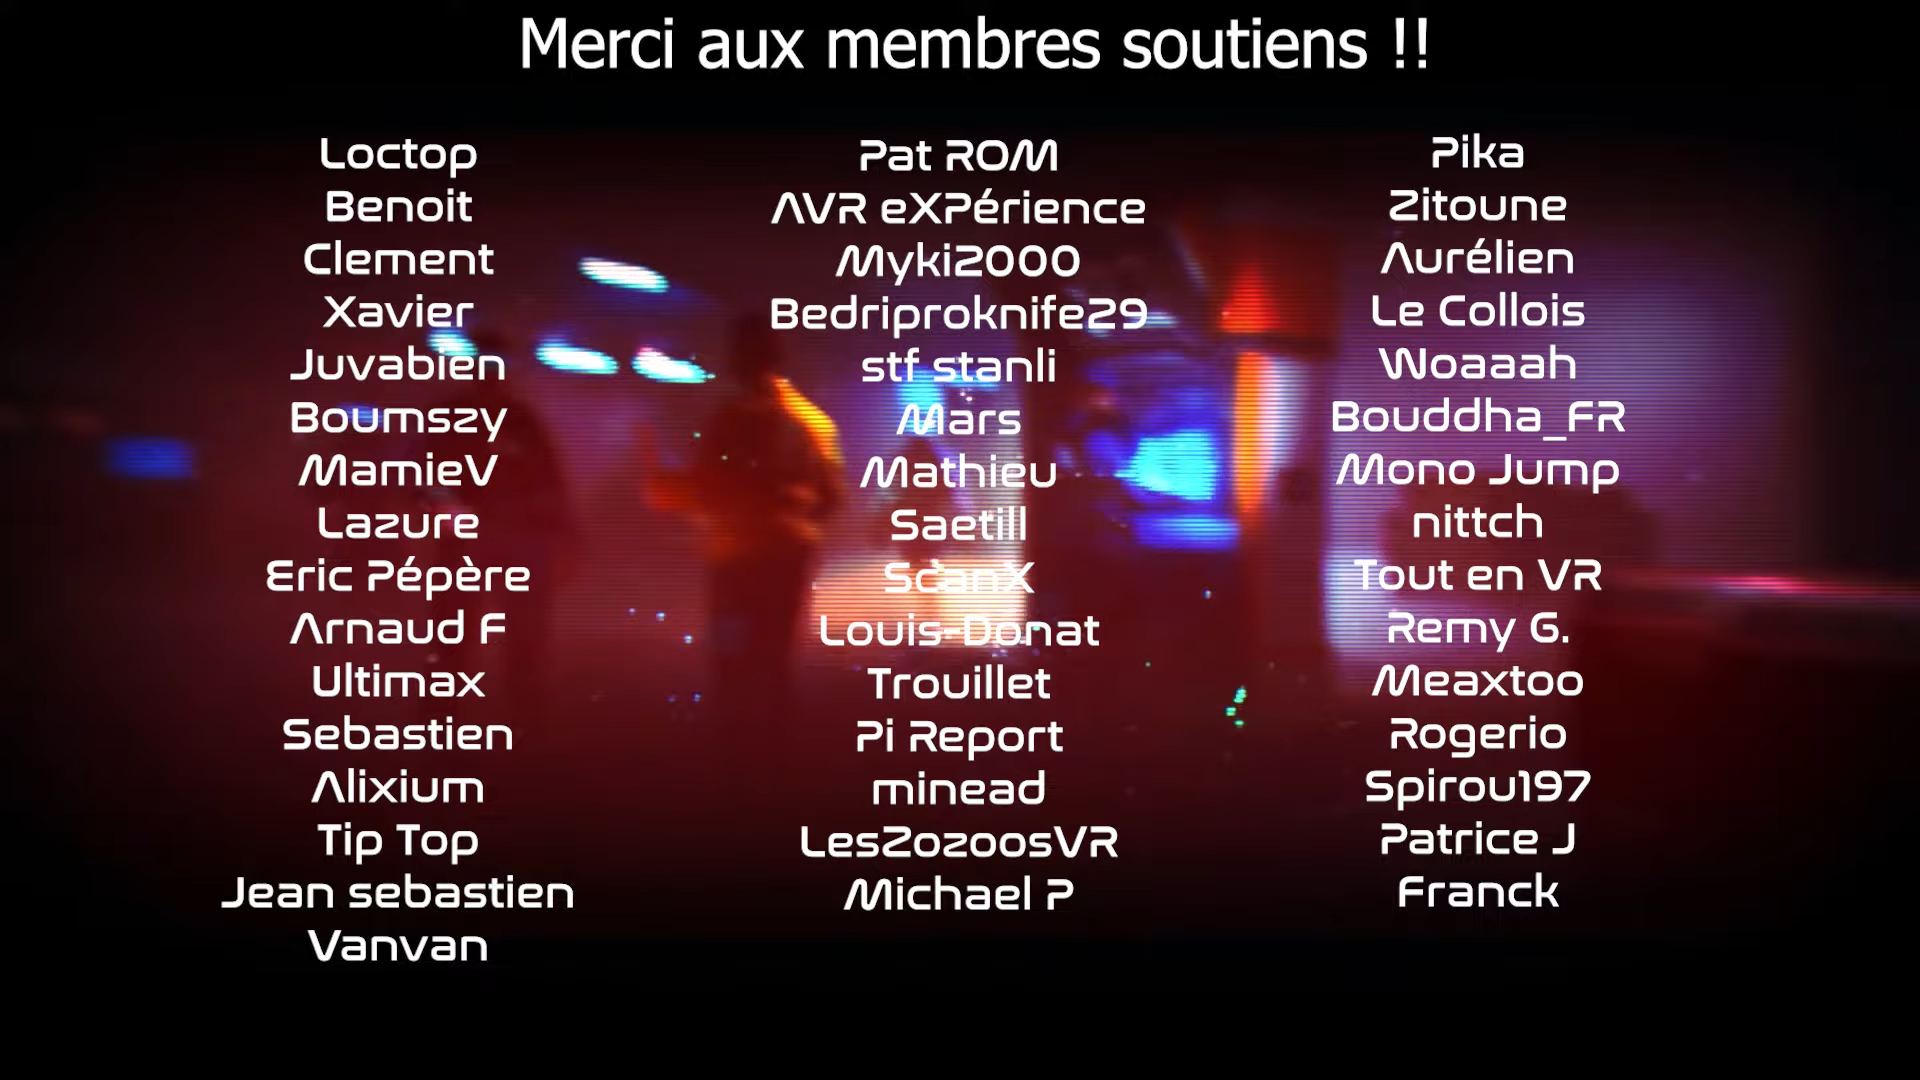 Merci aux membres soutiens !!
Loctop
Benoit
Clement
Xavier
Juvabien
Boumszy
MamieV
Lazure
Eric Pépère
Arnaud F
Ultimax
Sebastien
Alixium
Tip Top
Jean sebastien
Vanvan
Pat ROM
AVR eXPérience
Myki2000
Bedriproknife29
stf stanli
Mars
Mathieu
Saetill
ScanX
Louis-Donat
Trouillet
Pi Report
minead
LesZozoosVR
Michael P
Pika
Zitoune
Aurélien
Le Collois
Woaaah
Bouddha_FR
Mono Jump
nittch
Tout en VR
Remy G.
Meaxtoo
Rogerio
Spirou197
Patrice J
Franck